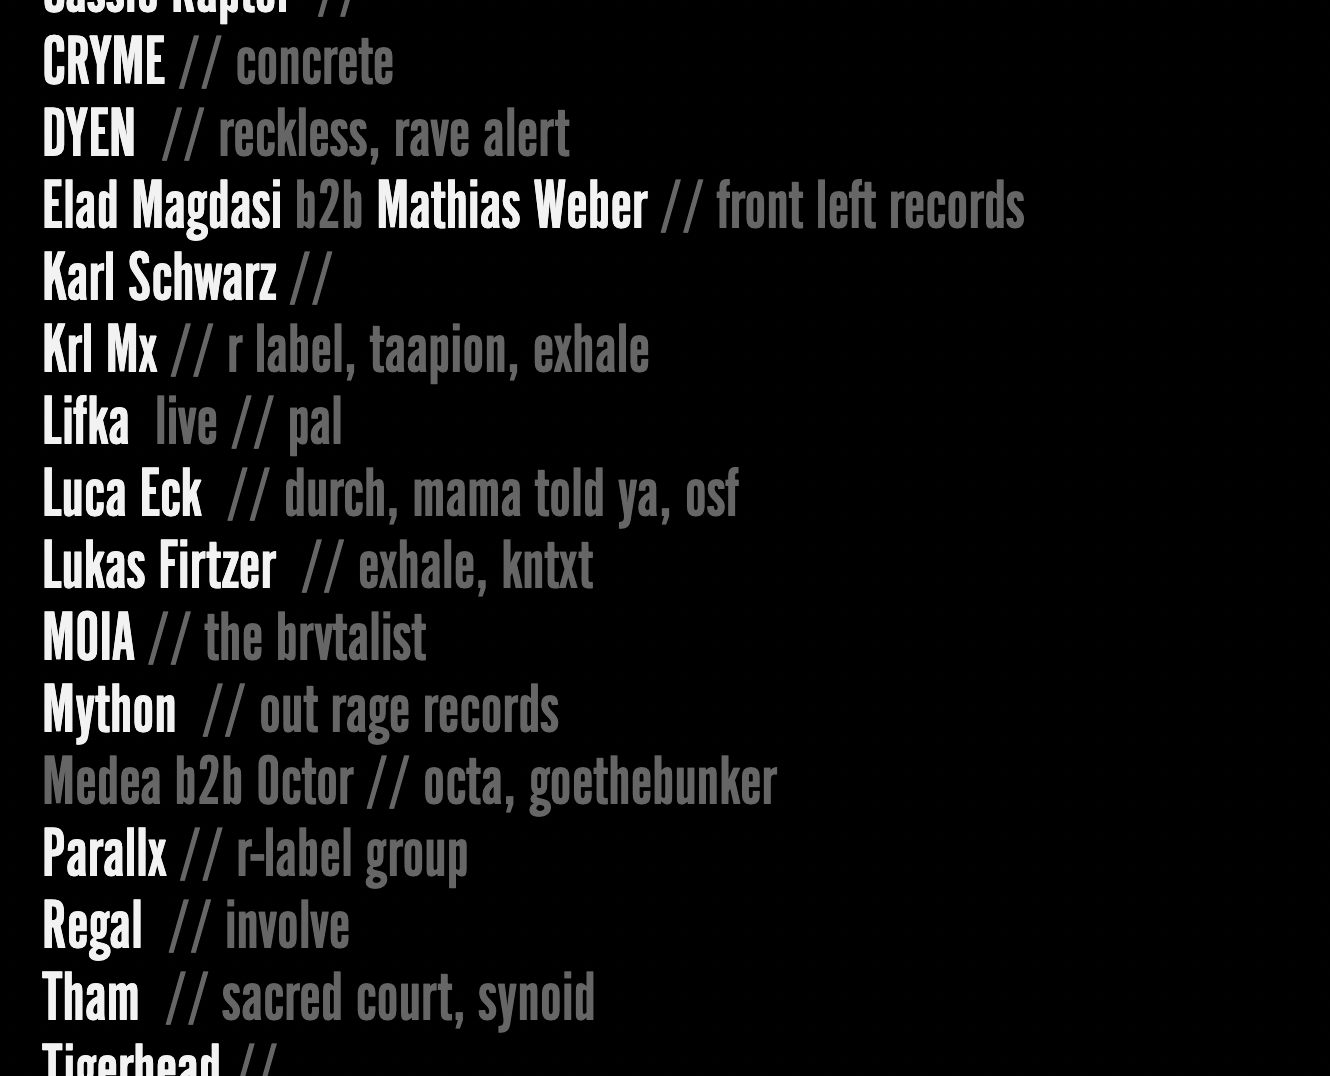 Cassie Raptor //
CRYME // concrete
DYEN // reckless, rave alert
Elad Magdasi b2b Mathias Weber // front left records
Karl Schwarz //
Krl Mx // r label, taapion, exhale
Lifka live // pal
Luca Eck // durch, mama told ya, osf
Lukas Firtzer // exhale, kntxt
MOIA // the brvtalist
Mython // out rage records
Medea b2b Octor // octa, goethebunker
Parallx // r-label group
Regal // involve
Tham // sacred court, synoid
Tigerhead //